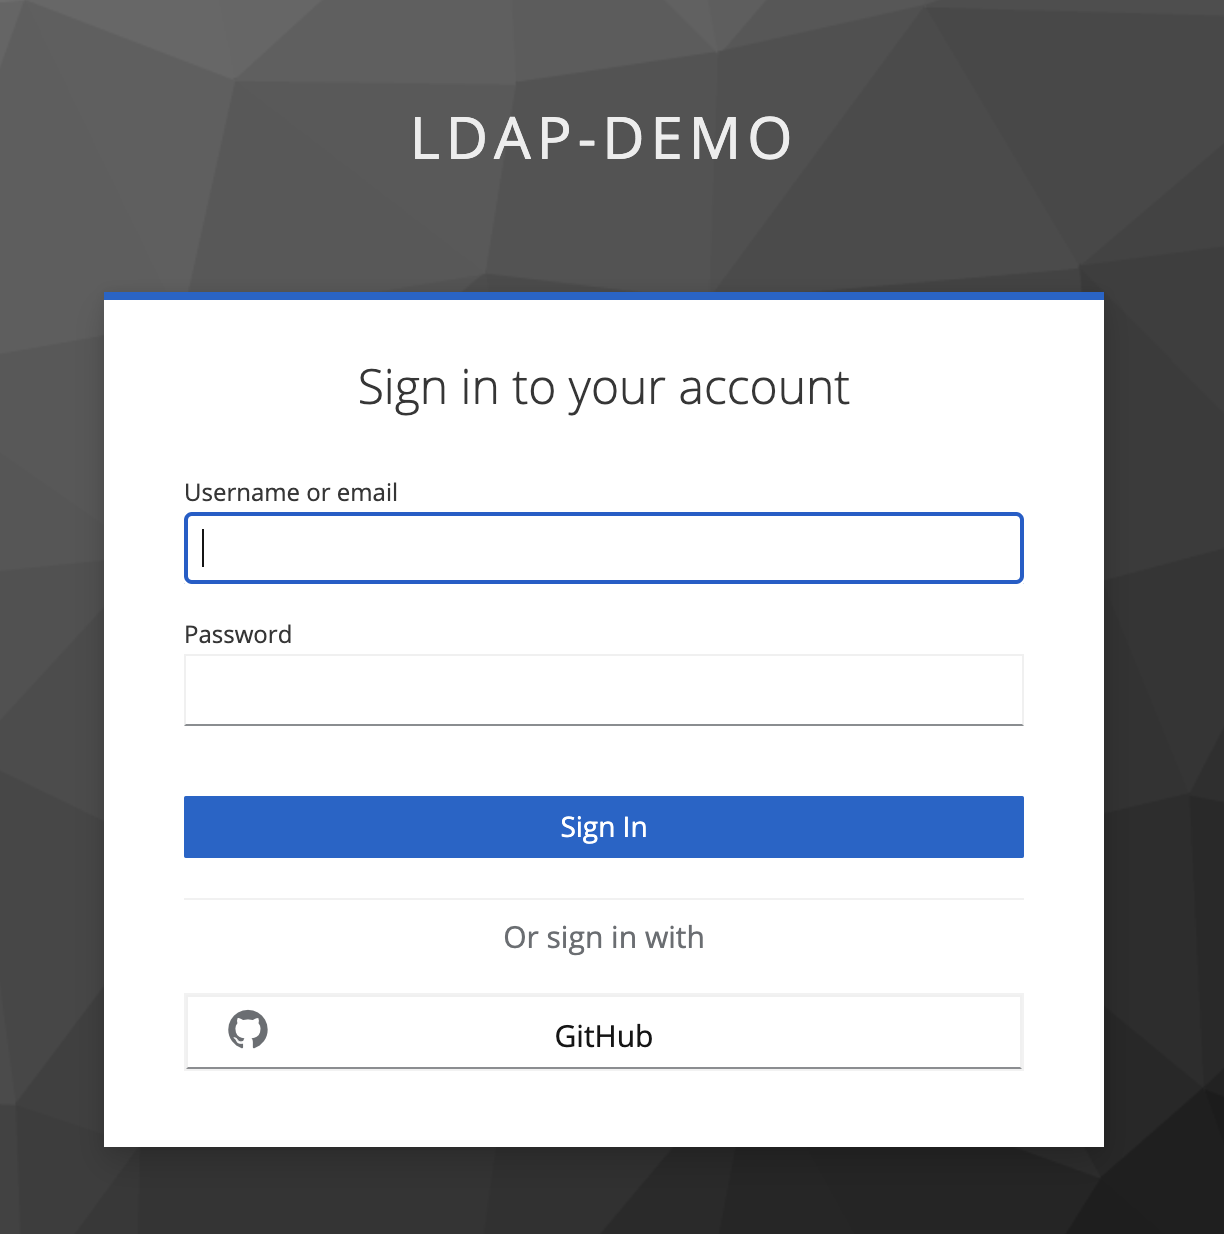 LDAP-DEMO
Sign in to your account
Username or email
Password
Sign In
Or sign in with
GitHub